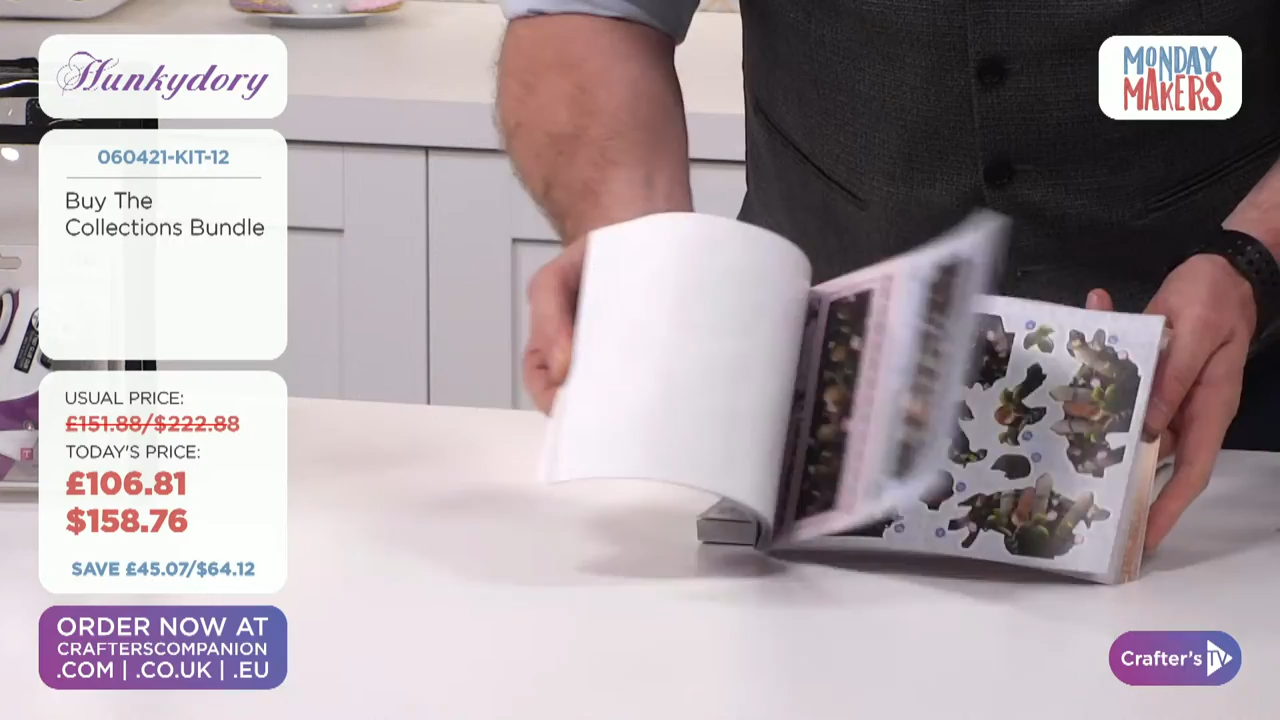 Hunkydory
060421-KIT-12
Buy The
Collections Bundle
USUAL PRICE:
£151.88/$222.88
TODAY'S PRICE:
£106.81
$158.76
SAVE £45.07/$64.12
ORDER NOW AT
CRAFTERSCOMPANION
.COM | .CO.UK | .EU
MONDAY
MAKERS
Crafter's TV